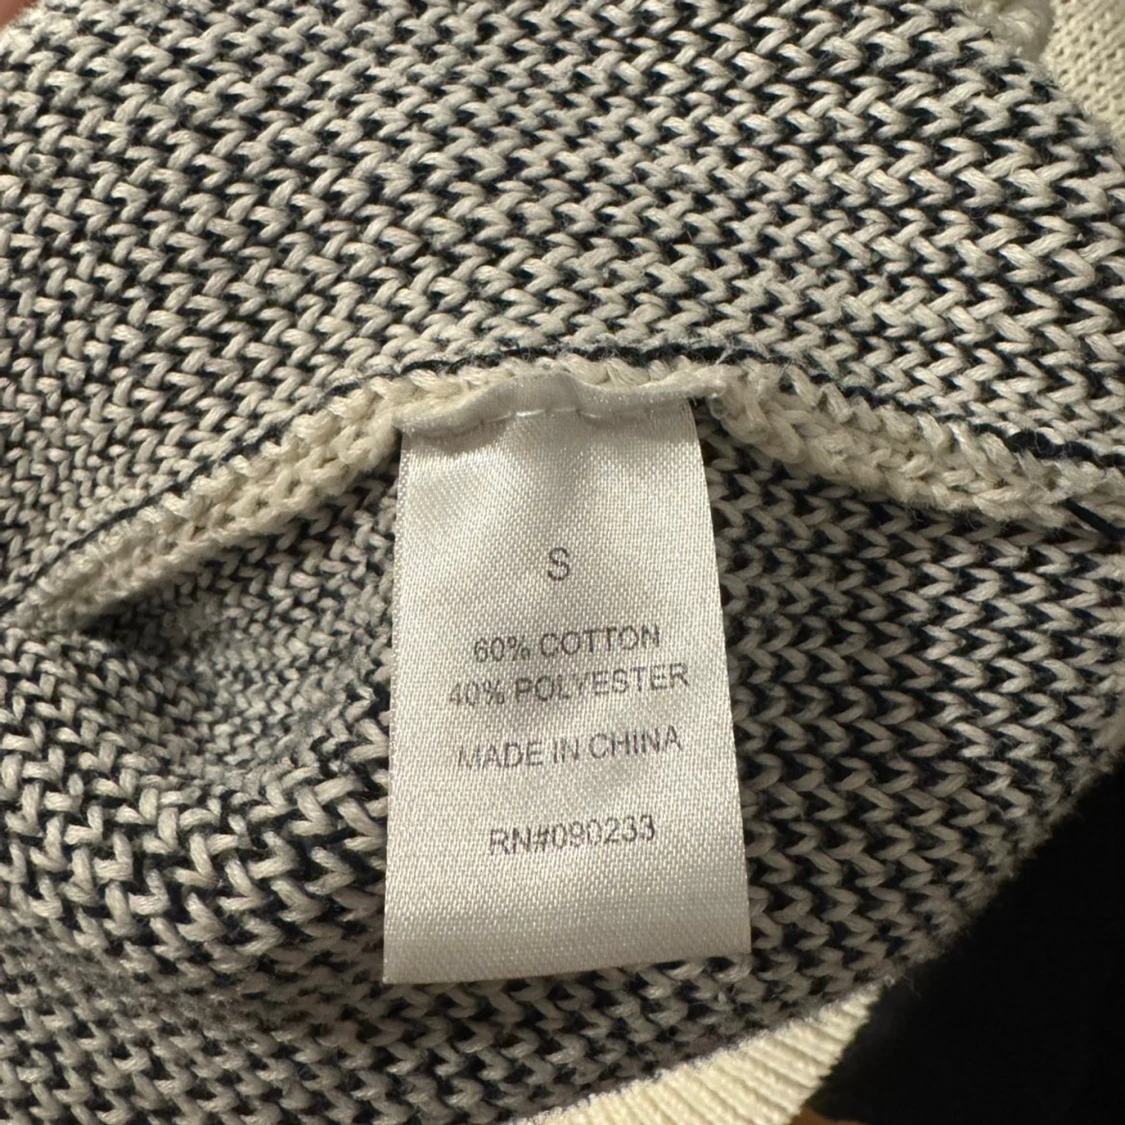 S
60% COTTON
40% POLYESTER
MADE IN CHINA
RN#090233